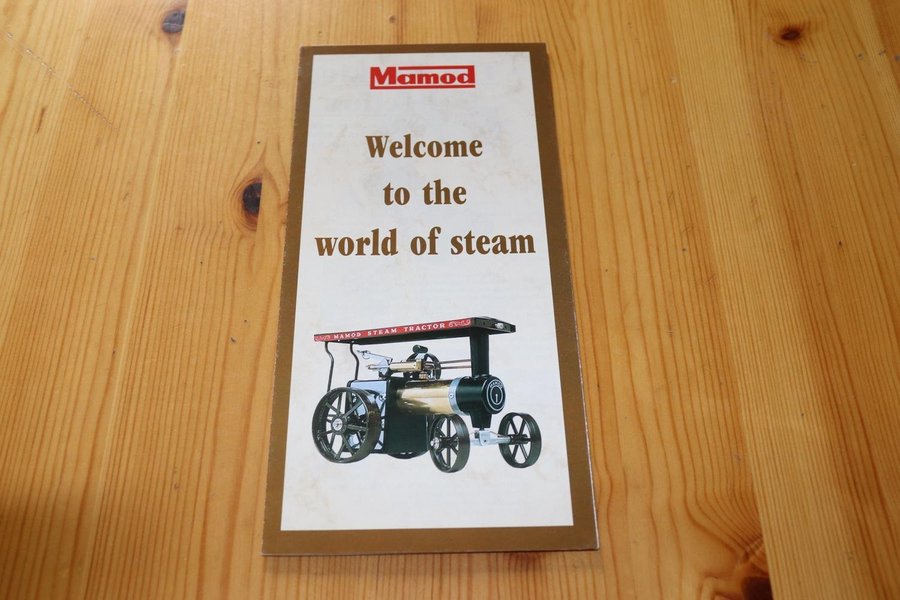 Mamod
Welcome
to the
world of steam
MAMOD STEAM TRACTOR